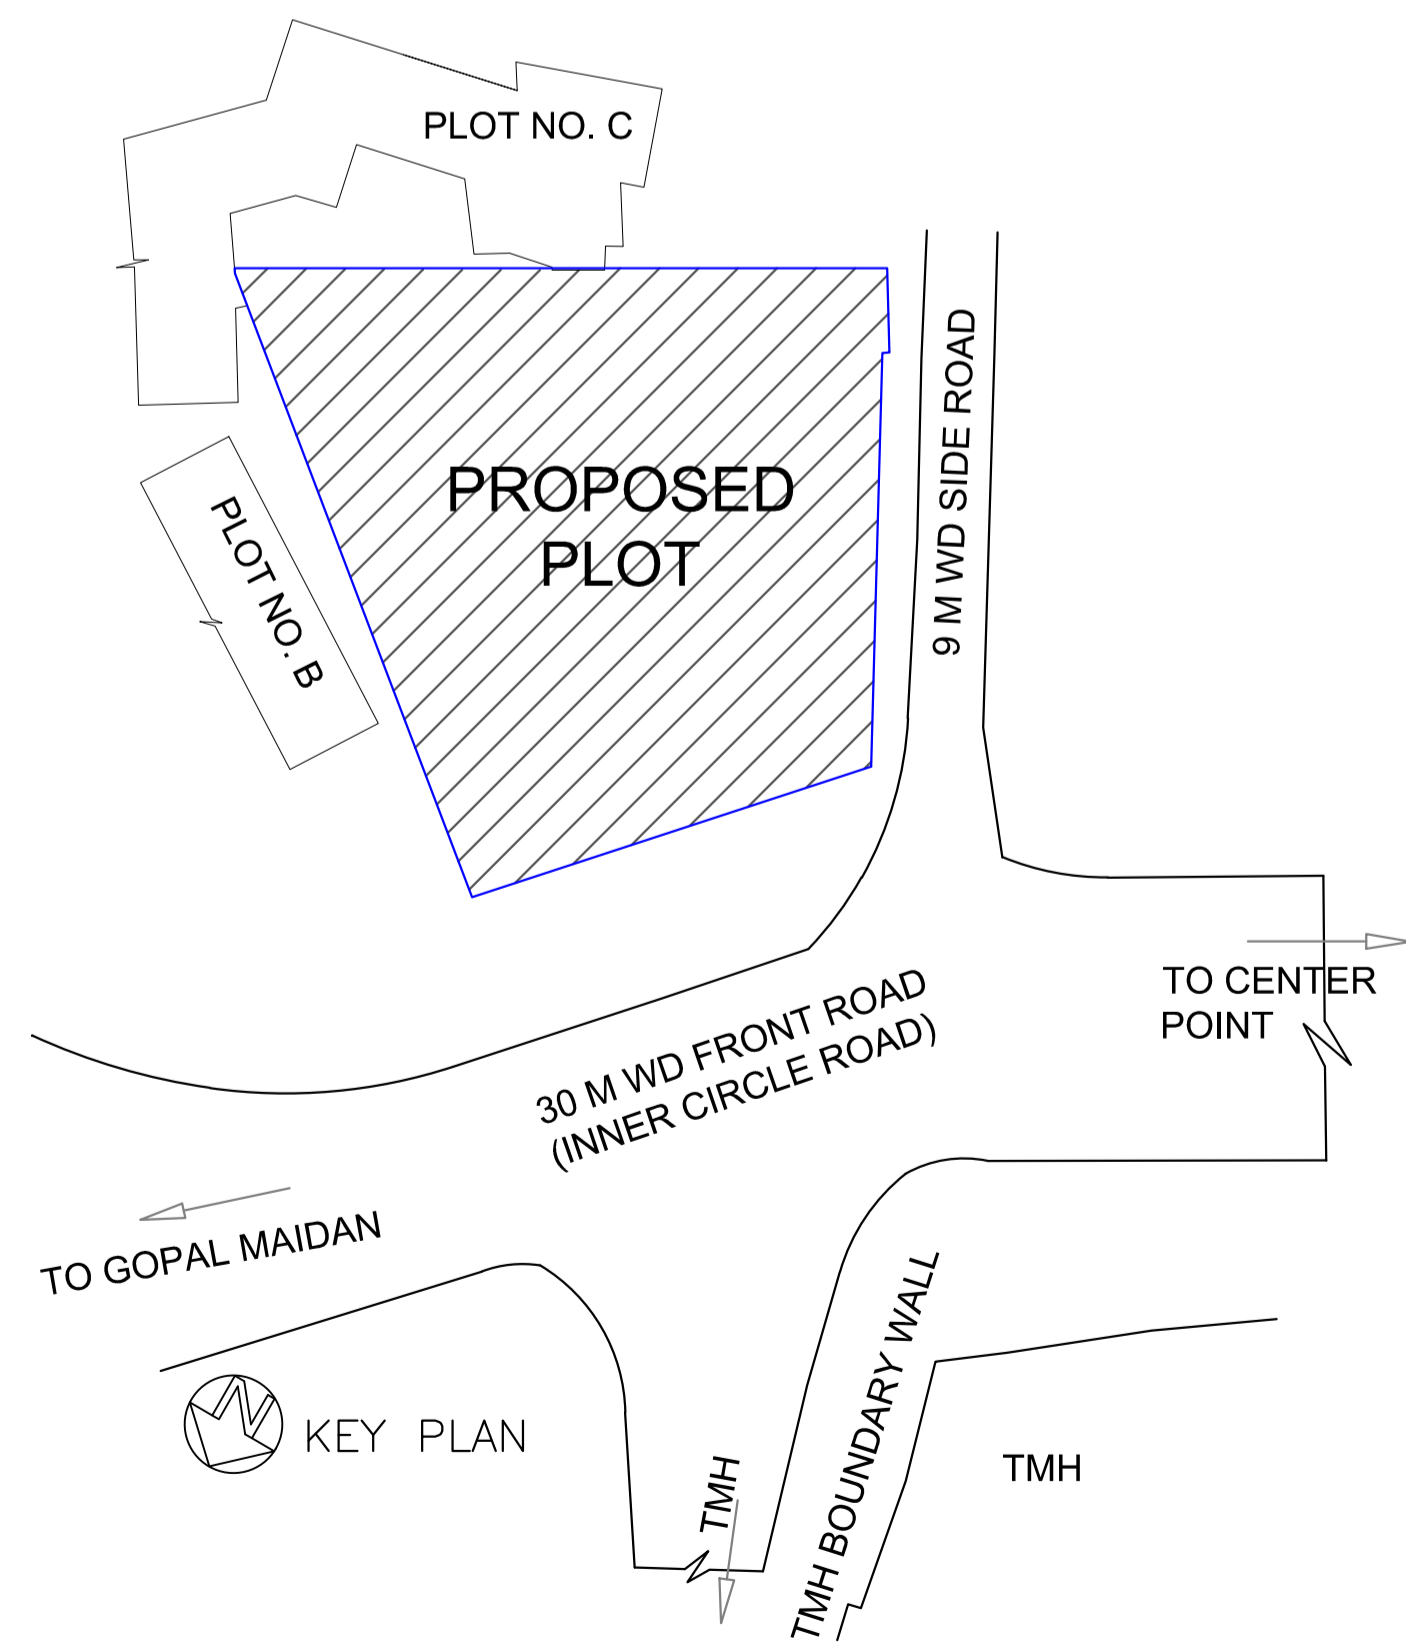 PLOT NO. C
9 M WD SIDE ROAD
PROPOSED
PLOT
PLOT NO. B
TO CENTER
POINT
30 M WD FRONT ROAD
(INNER CIRCLE ROAD)
TO GOPAL MAIDAN
TMH BOUNDARY WALL
N
KEY PLAN
TMH
TMH